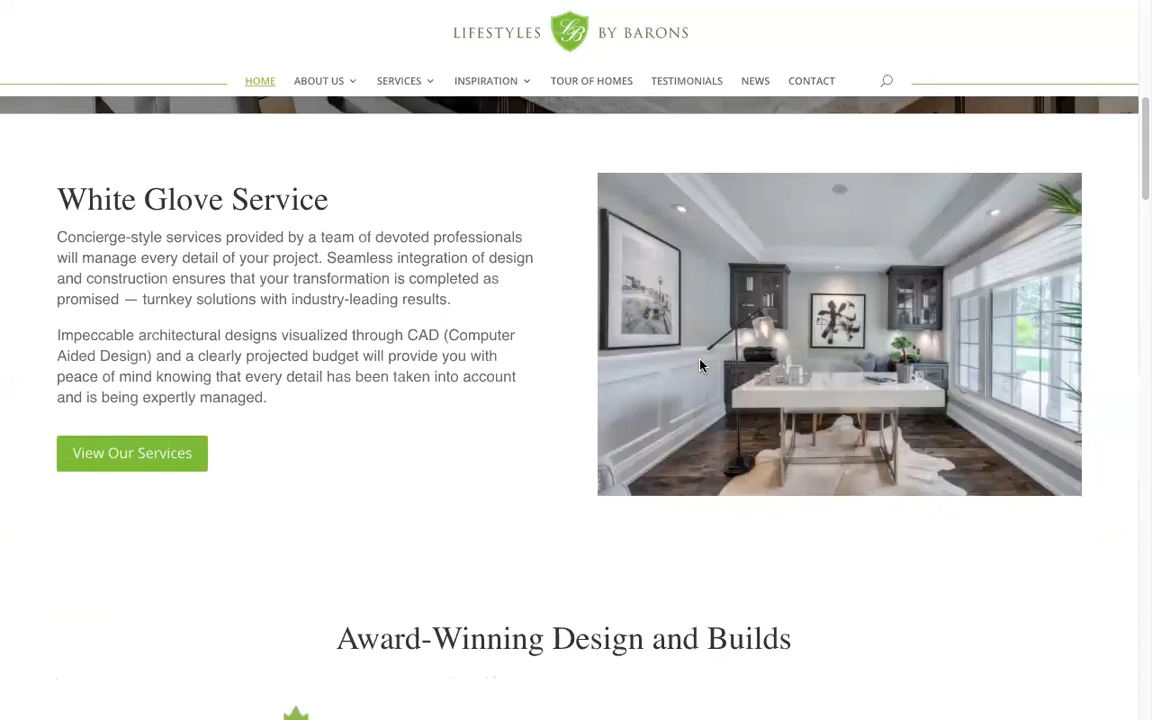 LIFESTYLES LB BY BARONS
HOME ABOUT US SERVICES INSPIRATION TOUR OF HOMES TESTIMONIALS NEWS CONTACT
White Glove Service
Concierge-style services provided by a team of devoted professionals
will manage every detail of your project. Seamless integration of design
and construction ensures that your transformation is completed as
promised — turnkey solutions with industry-leading results.
Impeccable architectural designs visualized through CAD (Computer
Aided Design) and a clearly projected budget will provide you with
peace of mind knowing that every detail has been taken into account
and is being expertly managed.
View Our Services
Award-Winning Design and Builds